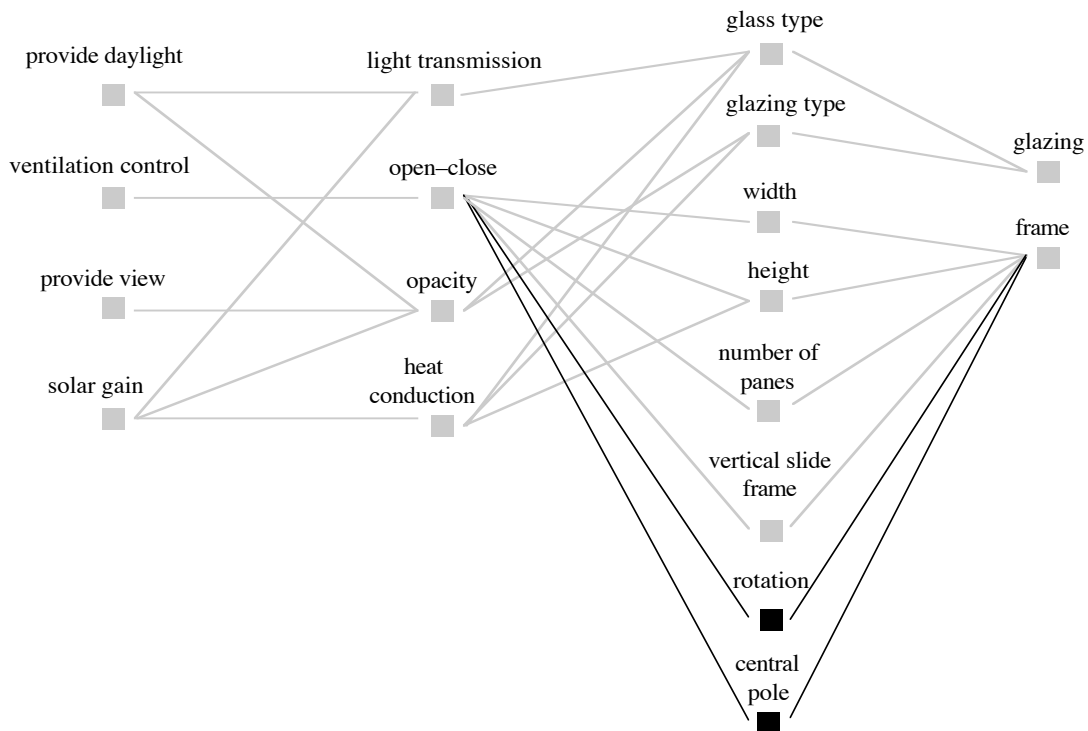 provide daylight
ventilation control
provide view
solar gain
light transmission
open–close
opacity
heat
conduction
glass type
glazing type
width
height
number of
panes
vertical slide
frame
rotation
central
pole
glazing
frame